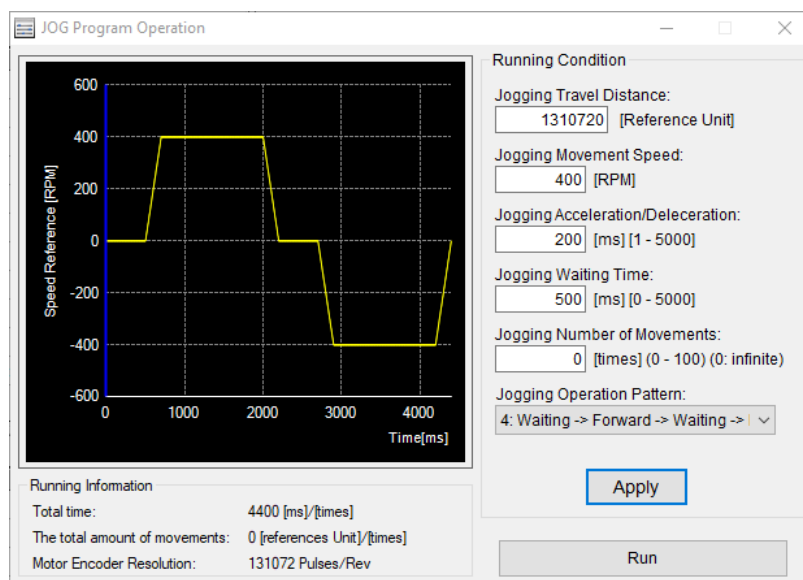 JOG Program Operation
600
400
200
0
-200
-400
-600
Speed Reference [RPM]
0 1000 2000 3000 4000
Time[ms]
Running Condition
Jogging Travel Distance:
1310720 [Reference Unit]
Jogging Movement Speed:
400 [RPM]
Jogging Acceleration/Deleceration:
200 [ms] [1 - 5000]
Jogging Waiting Time:
500 [ms] [0 - 5000]
Jogging Number of Movements:
0 [times] (0 - 100) (0: infinite)
Jogging Operation Pattern:
4: Waiting -> Forward -> Waiting ->
Apply
Run
Running Information
Total time: 4400 [ms]/[times]
The total amount of movements: 0 [references Unit]/[times]
Motor Encoder Resolution: 131072 Pulses/Rev